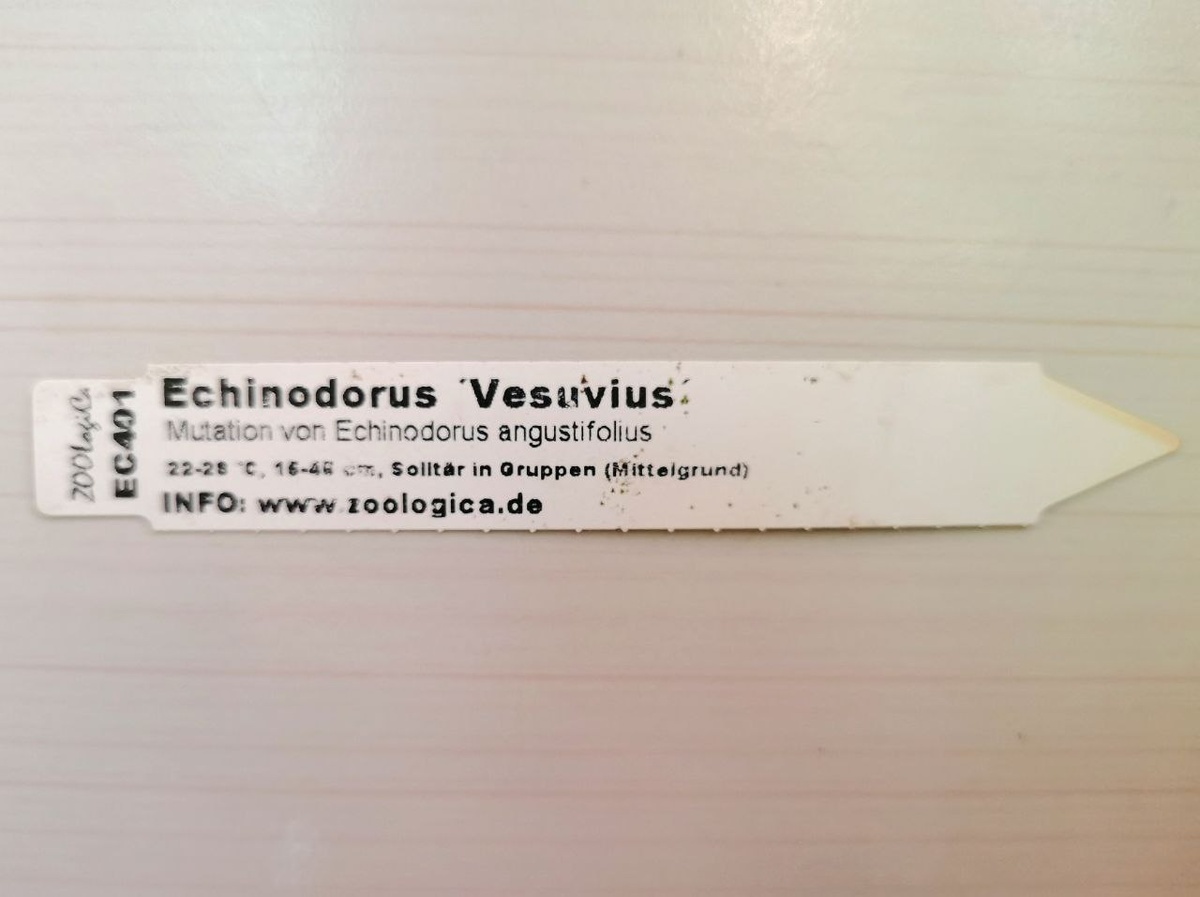 ZOOLogiCa
EC401
Echinodorus ´Vesuvius´
Mutation von Echinodorus angustifolius
22-28 °C, 15-45 cm, Solitär in Gruppen (Mittelgrund)
INFO: www.zoologica.de